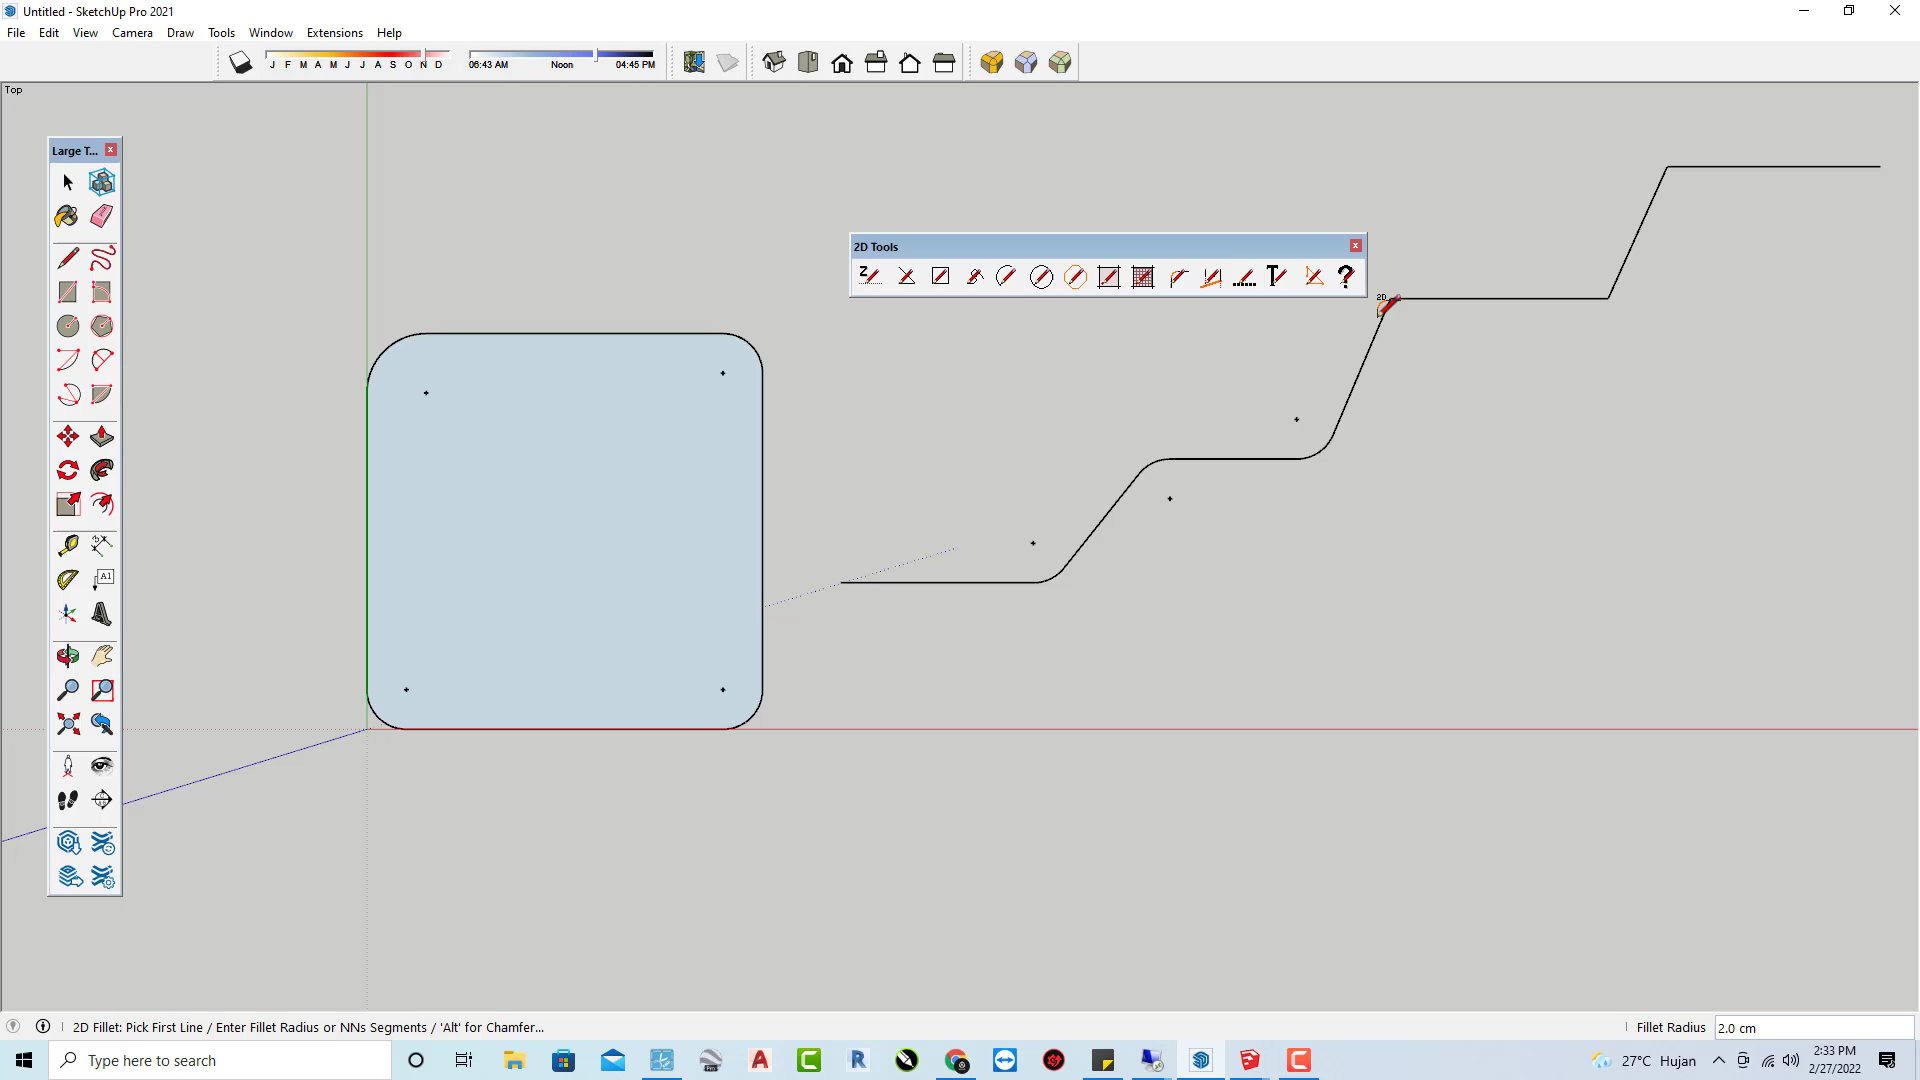 Untitled - SketchUp Pro 2021
File Edit View Camera Draw Tools Window Extensions Help
J F M A M J J A S O N D
06:43 AM Noon 04:45 PM
Top
Large T...
2D Tools
2D
A1
2D Fillet: Pick First Line / Enter Fillet Radius or NNs Segments / 'Alt' for Chamfer...
Fillet Radius 2.0 cm
Type here to search
27°C Hujan
2:33 PM
2/27/2022